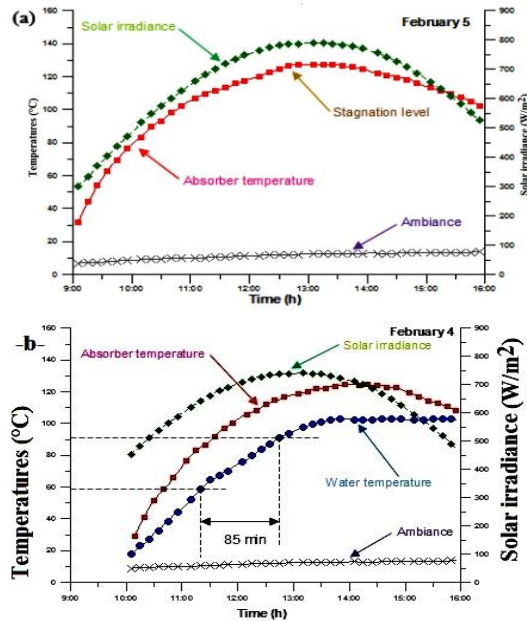 (a)
February 5
Solar irradiance
Stagnation level
Absorber temperature
Ambiance
Temperatures (°C)
160
140
120
100
80
60
40
20
0
Solar irradiance (W/m2)
900
800
700
600
500
400
300
200
100
0
9:00 10:00 11:00 12:00 13:00 14:00 15:00 16:00
Time (h)
-b-
February 4
Absorber temperature
Solar irradiance
Water temperature
85 min
Ambiance
Temperatures (°C)
160
140
120
100
80
60
40
20
0
Solar irradiance (W/m²)
900
800
700
600
500
400
300
200
100
0
9:00 10:00 11:00 12:00 13:00 14:00 15:00 16:00
Time (h)